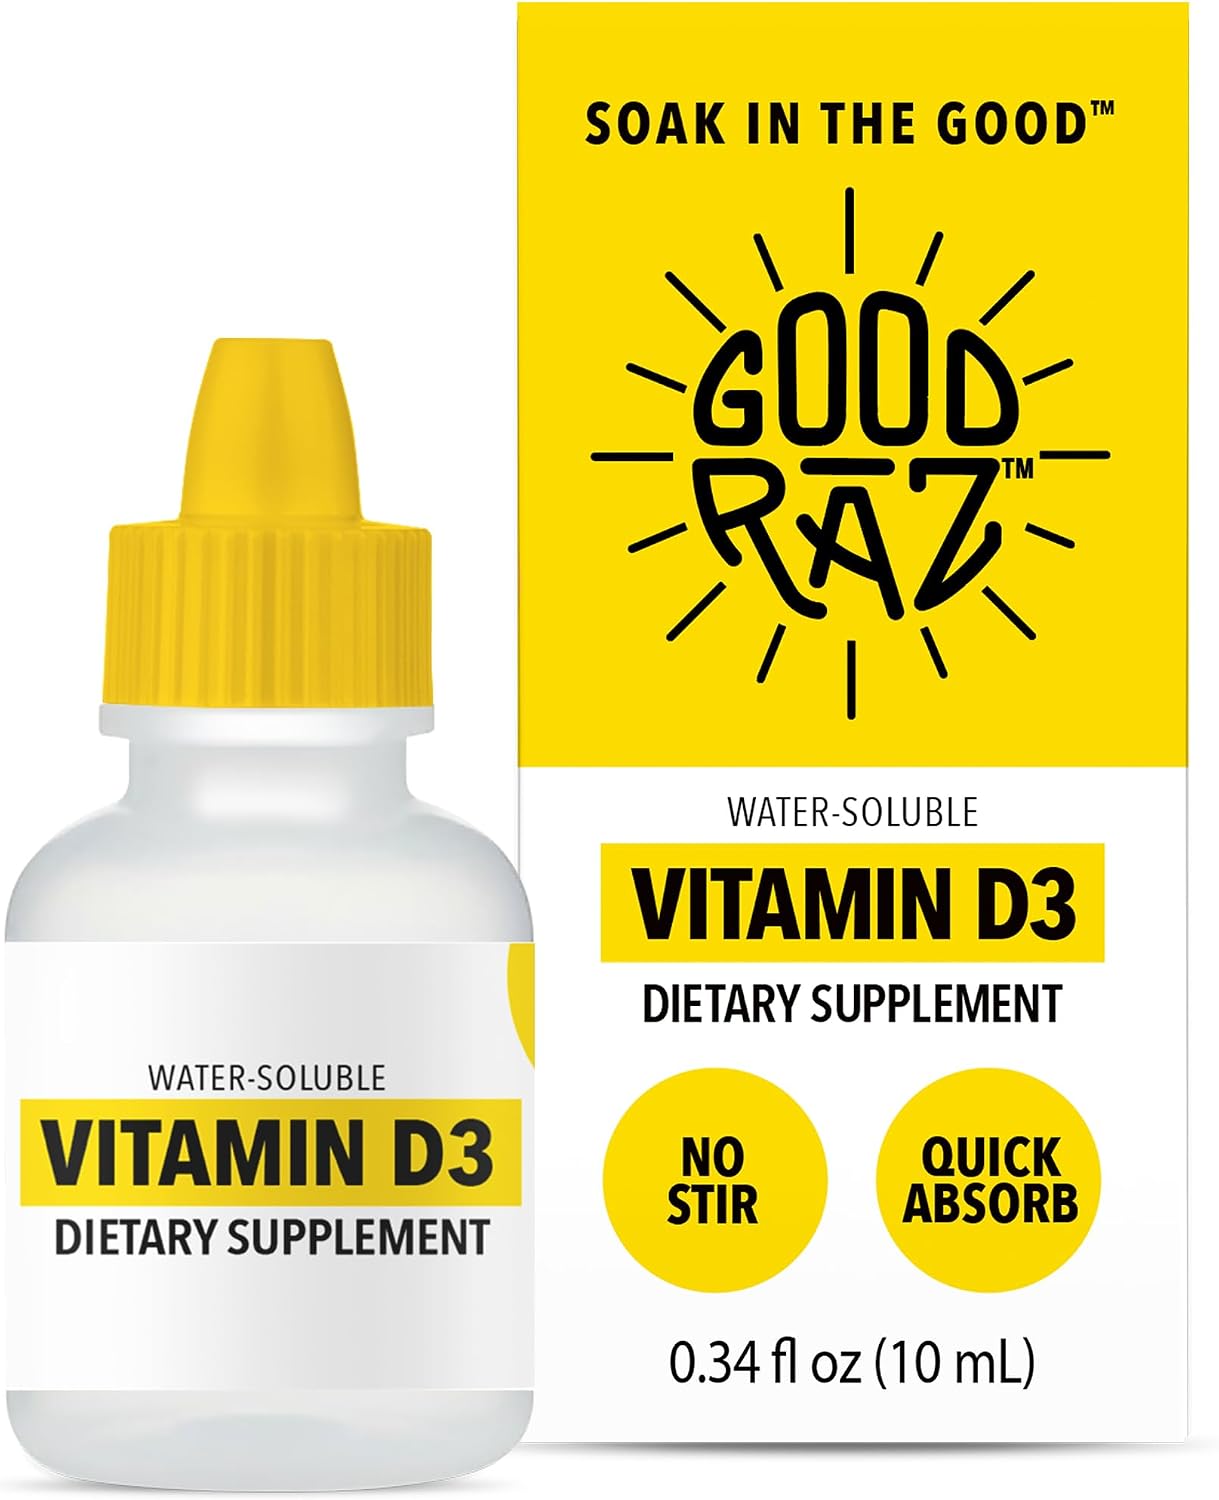 SOAK IN THE GOOD™
GOOD
RĀZ™
WATER-SOLUBLE
VITAMIN D3
DIETARY SUPPLEMENT
NO
STIR
QUICK
ABSORB
0.34 fl oz (10 mL)
WATER-SOLUBLE
VITAMIN D3
DIETARY SUPPLEMENT